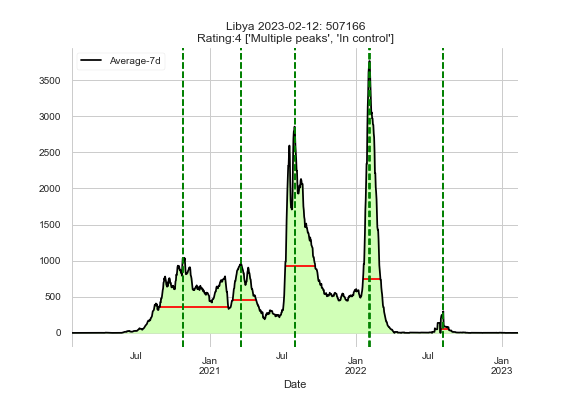 Libya 2023-02-12: 507166
Rating:4 ['Multiple peaks', 'In control']
Average-7d
3500
3000
2500
2000
1500
1000
500
0
Jul Jan Jul Jan Jul Jan
2021 2022 2023
Date